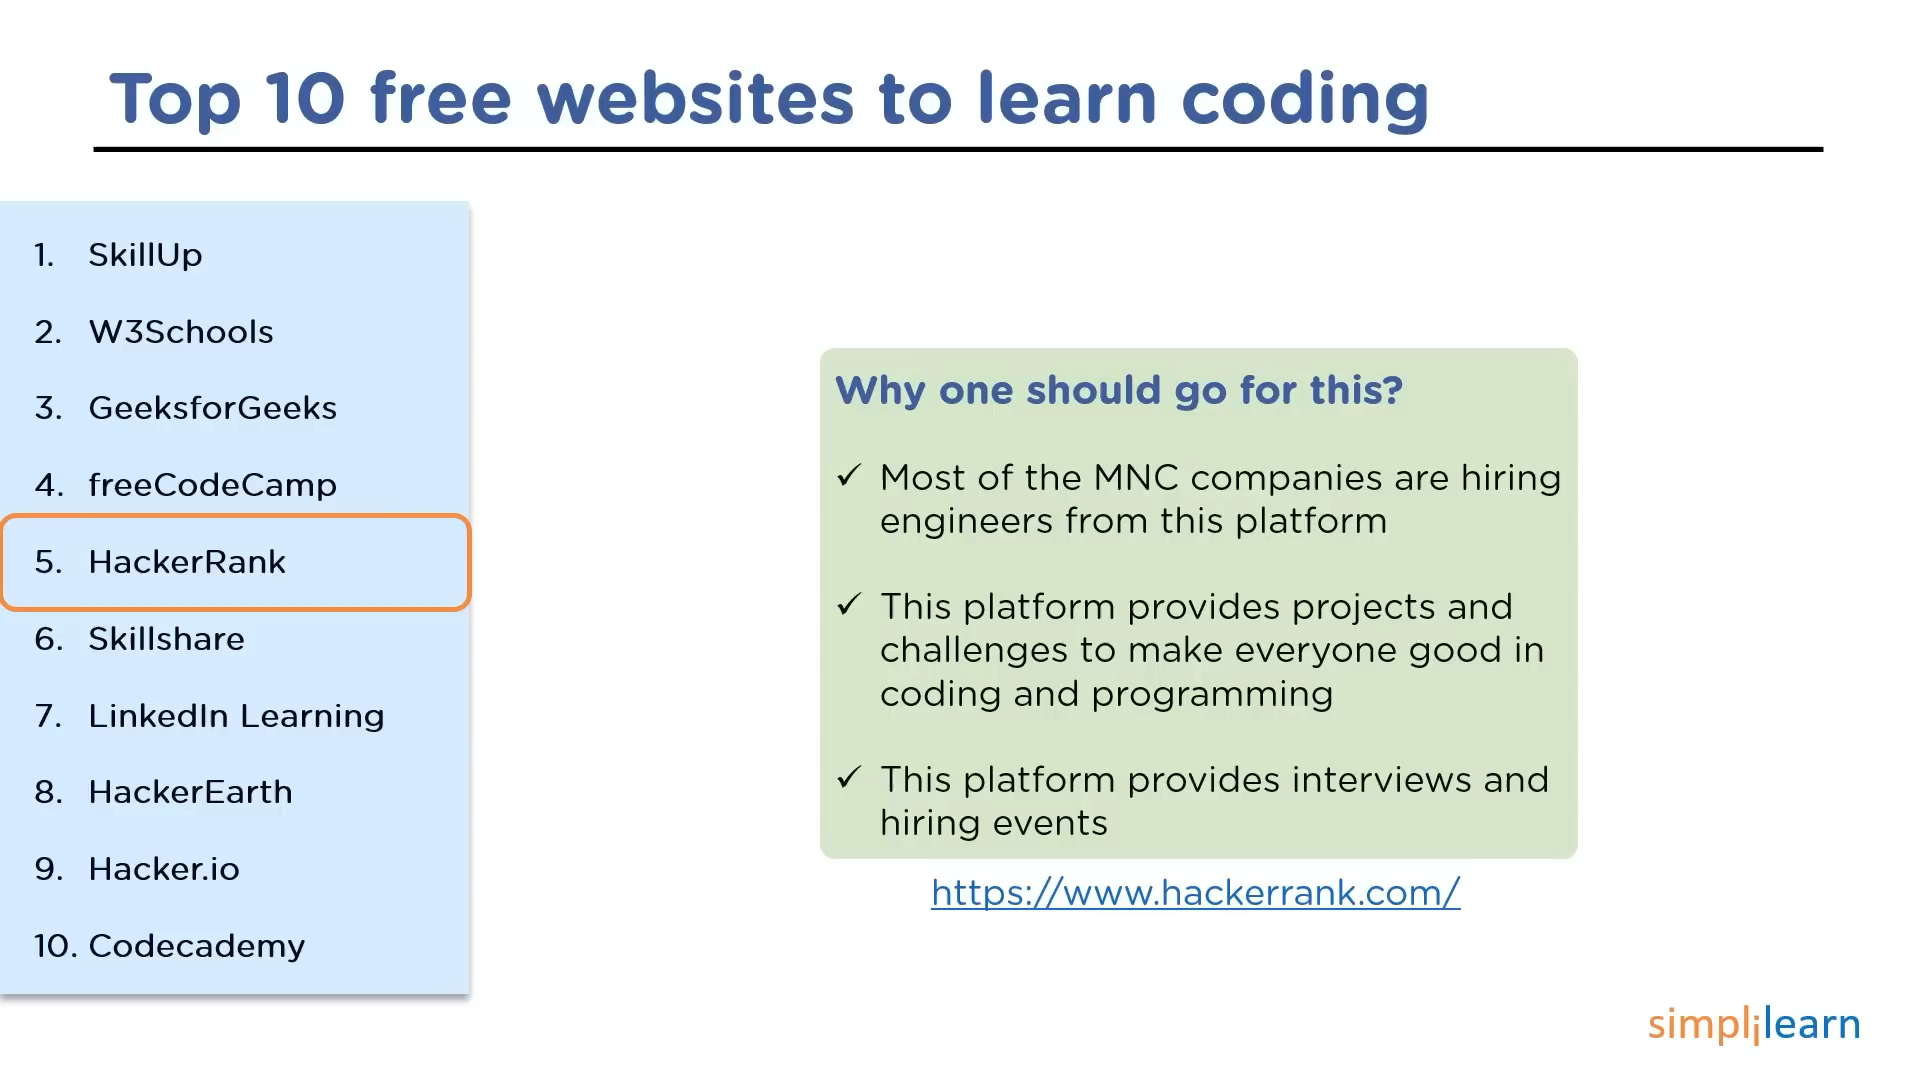 Top 10 free websites to learn coding
1. SkillUp
2. W3Schools
3. GeeksforGeeks
4. freeCodeCamp
5. HackerRank
6. Skillshare
7. LinkedIn Learning
8. HackerEarth
9. Hacker.io
10. Codecademy
Why one should go for this?
✓ Most of the MNC companies are hiring
engineers from this platform
✓ This platform provides projects and
challenges to make everyone good in
coding and programming
✓ This platform provides interviews and
hiring events
https://www.hackerrank.com/
simplilearn